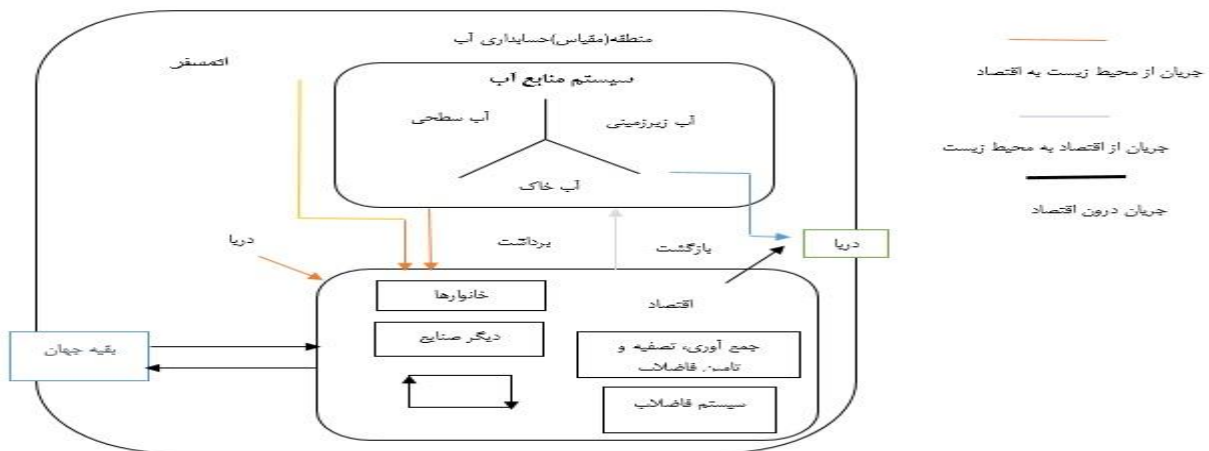 منطقه(مقیاس)حسابداری آب
اتمسفر
سیستم منابع آب
آب سطحی
آب زیرزمینی
آب خاک
دریا
برداشت
بازگشت
دریا
خانوارها
اقتصاد
دیگر صنایع
جمع آوری، تصفیه و
تامین فاضلاب
سیستم فاضلاب
بقیه جهان
جریان از محیط زیست به اقتصاد
جریان از اقتصاد به محیط زیست
جریان درون اقتصاد